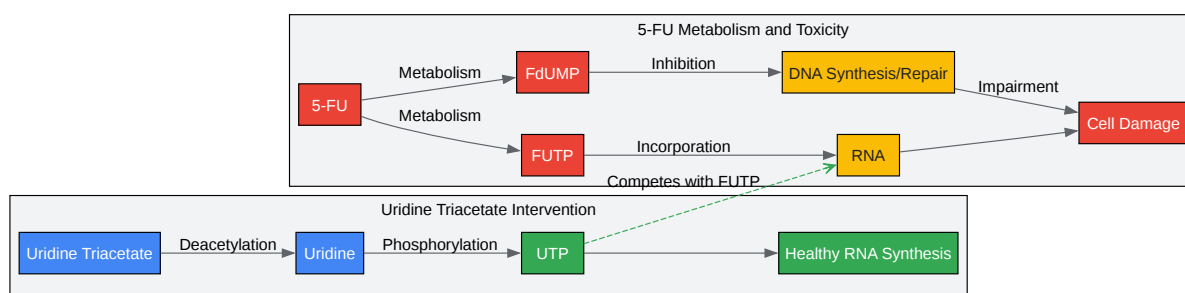 5-FU Metabolism and Toxicity
Metabolism
FdUMP
Inhibition
DNA Synthesis/Repair
Impairment
5-FU
Metabolism
Cell Damage
FUTP
Incorporation
RNA
Competes with FUTP
Uridine Triacetate Intervention
Uridine Triacetate
Deacetylation
Uridine
Phosphorylation
UTP
Healthy RNA Synthesis